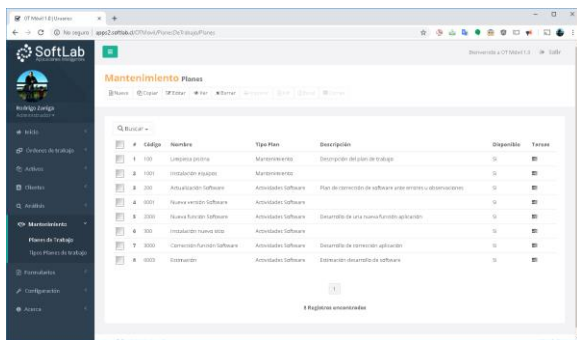 OT Móvil 1.0 | Usuarios
No seguro | apps2.softlab.cl/OTMovil/PlanesDeTrabajo/Planes
SoftLab
Bienvenido a OT Móvil 1.0 Salir
Mantenimiento Planes
Nuevo Copiar Editar Ver Borrar
Rodrigo Zuñiga
Administrador
Inicio
Órdenes de trabajo
Activos
Clientes
Análisis
Mantenimiento
Planes de Trabajo
Tipos Planes de trabajo
Formularios
Configuración
Acerca
Buscar
# Código Nombre Tipo Plan Descripción Disponible Tareas
1 100 Limpieza piscina Mantenimiento Descripción del plan de trabajo Si
2 1001 Instalación equipos Mantenimiento Si
3 200 Actualización Software Actividades Software Plan de corrección de software ante errores u observaciones Si
4 0001 Nueva versión Software Actividades Software Si
5 2000 Nueva función Software Actividades Software Desarrollo de una nueva función aplicación Si
6 300 Instalación nuevo sitio Actividades Software Si
7 3000 Corrección función Software Actividades Software Desarrollo de corrección aplicación Si
8 0003 Estimación Actividades Software Estimación desarrollo de software Si
1
8 Registros encontrados